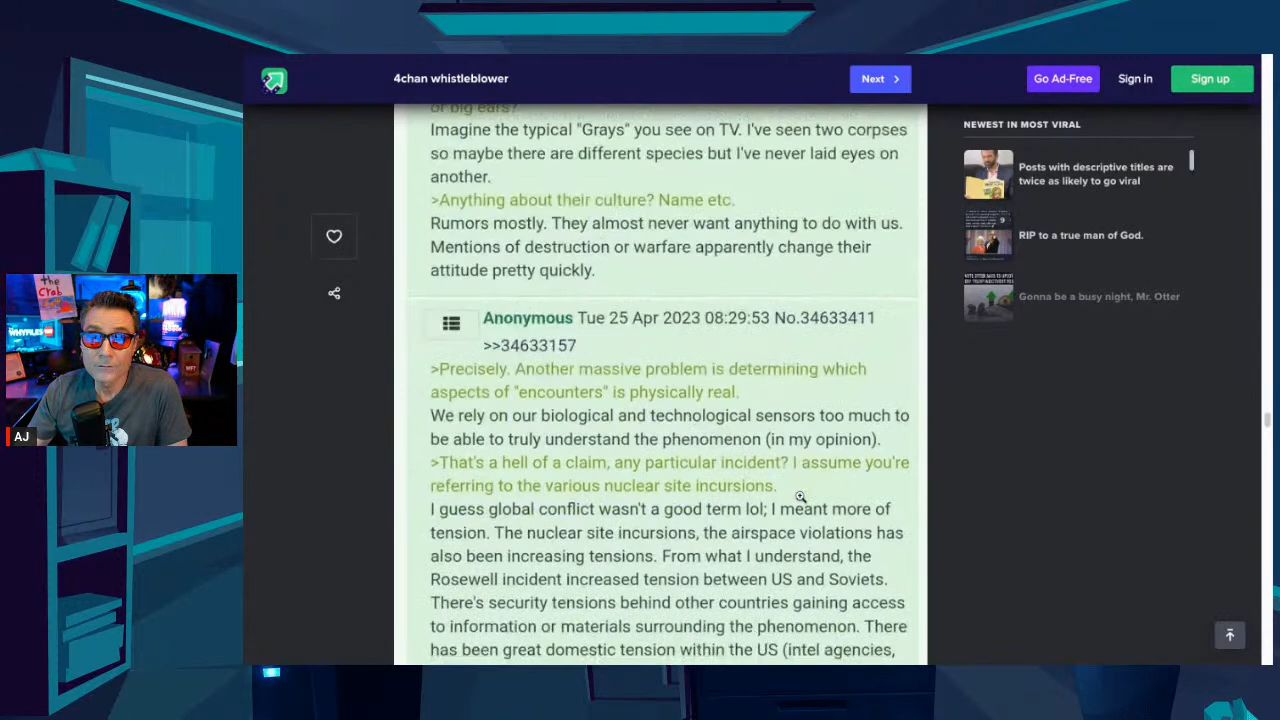 4chan whistleblower
Next
Go Ad-Free
Sign in
Sign up
or big ears?
Imagine the typical "Grays" you see on TV. I've seen two corpses
so maybe there are different species but I've never laid eyes on
another.
>Anything about their culture? Name etc.
Rumors mostly. They almost never want anything to do with us.
Mentions of destruction or warfare apparently change their
attitude pretty quickly.
Anonymous Tue 25 Apr 2023 08:29:53 No.34633411
>>34633157
>Precisely. Another massive problem is determining which
aspects of "encounters" is physically real.
We rely on our biological and technological sensors too much to
be able to truly understand the phenomenon (in my opinion).
>That's a hell of a claim, any particular incident? I assume you're
referring to the various nuclear site incursions.
I guess global conflict wasn't a good term lol; I meant more of
tension. The nuclear site incursions, the airspace violations has
also been increasing tensions. From what I understand, the
Rosewell incident increased tension between US and Soviets.
There's security tensions behind other countries gaining access
to information or materials surrounding the phenomenon. There
has been great domestic tension within the US (intel agencies,
NEWEST IN MOST VIRAL
Posts with descriptive titles are
twice as likely to go viral
RIP to a true man of God.
Gonna be a busy night, Mr. Otter
the
Crab
AJ